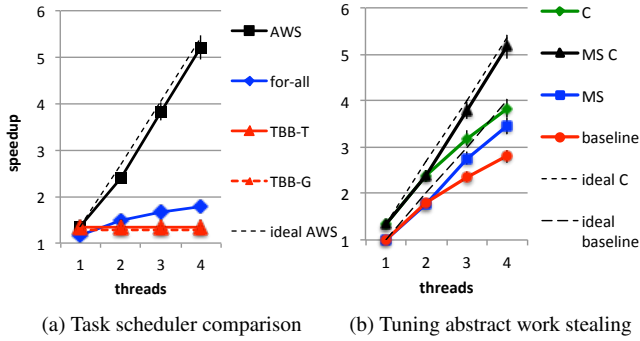 6
5
4
3
2
1
speedup
1 2 3 4
threads
AWS
for-all
TBB-T
TBB-G
ideal AWS
(a) Task scheduler comparison
6
5
4
3
2
1
1 2 3 4
threads
C
MS C
MS
baseline
ideal C
ideal
baseline
(b) Tuning abstract work stealing